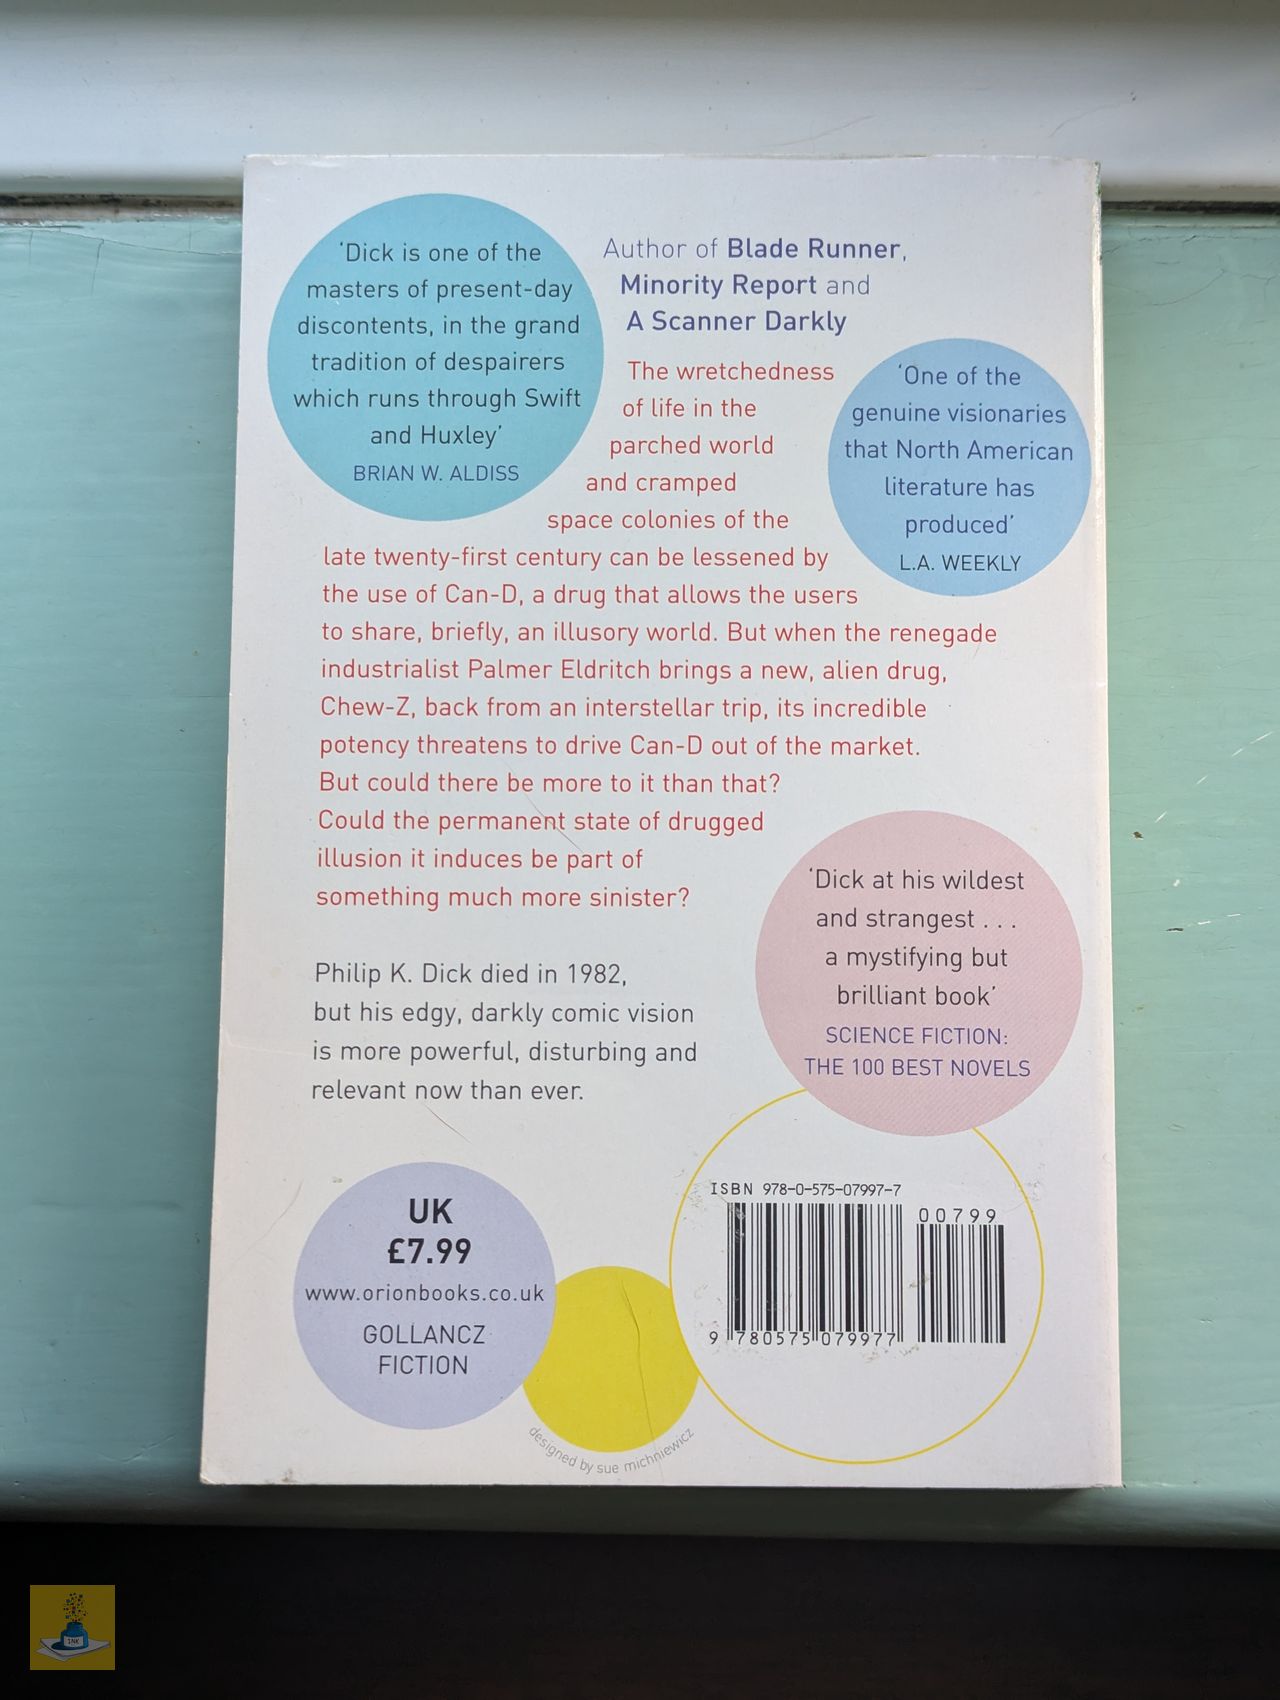 ‘Dick is one of the
masters of present-day
discontents, in the grand
tradition of despairers
which runs through Swift
and Huxley’
BRIAN W. ALDISS
Author of Blade Runner,
Minority Report and
A Scanner Darkly
‘One of the
genuine visionaries
that North American
literature has
produced’
L.A. WEEKLY
The wretchedness
of life in the
parched world
and cramped
space colonies of the
late twenty-first century can be lessened by
the use of Can-D, a drug that allows the users
to share, briefly, an illusory world. But when the renegade
industrialist Palmer Eldritch brings a new, alien drug,
Chew-Z, back from an interstellar trip, its incredible
potency threatens to drive Can-D out of the market.
But could there be more to it than that?
Could the permanent state of drugged
illusion it induces be part of
something much more sinister?
‘Dick at his wildest
and strangest . . .
a mystifying but
brilliant book’
SCIENCE FICTION:
THE 100 BEST NOVELS
Philip K. Dick died in 1982,
but his edgy, darkly comic vision
is more powerful, disturbing and
relevant now than ever.
UK
£7.99
www.orionbooks.co.uk
GOLLANCZ
FICTION
designed by sue michniewicz
ISBN 978-0-575-07997-7
00799
9 780575 079977
INK